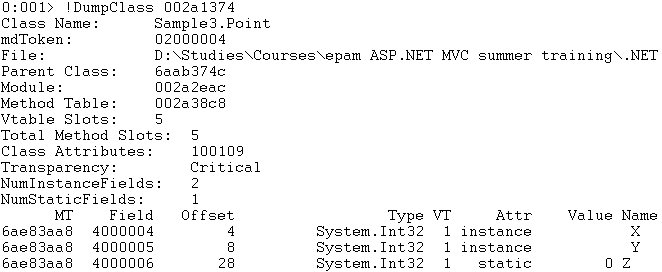 0:001> !DumpClass 002a1374
Class Name:      Sample3.Point
mdToken:         02000004
File:            D:\Studies\Courses\epam ASP.NET MVC summer training\.NET
Parent Class:    6aab374c
Module:          002a2eac
Method Table:    002a38c8
Vtable Slots:    5
Total Method Slots:  5
Class Attributes:    100109
Transparency:        Critical
NumInstanceFields:   2
NumStaticFields:     1
MT    Field   Offset                 Type VT     Attr    Value Name
6ae83aa8  4000004        4         System.Int32  1 instance           X
6ae83aa8  4000005        8         System.Int32  1 instance           Y
6ae83aa8  4000006       28         System.Int32  1   static        0 Z